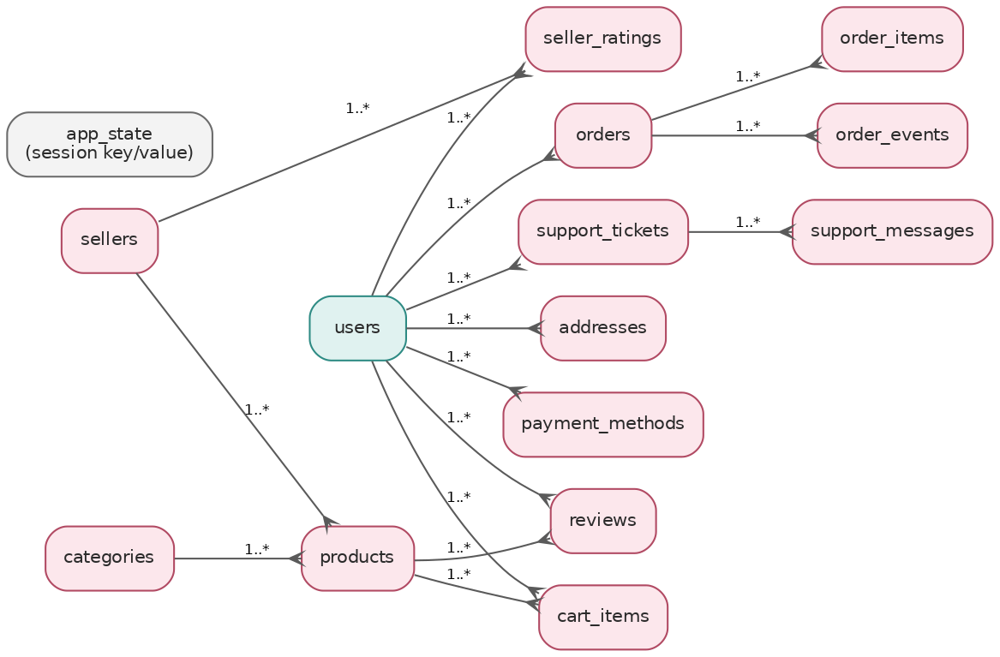 seller_ratings
order_items
1..*
1..*
1..*
app_state
(session key/value)
orders
1..*
order_events
1..*
sellers
support_tickets
1..*
support_messages
1..*
users
1..*
addresses
1..*
1..*
payment_methods
1..*
1..*
reviews
categories
1..*
products
1..*
1..*
cart_items